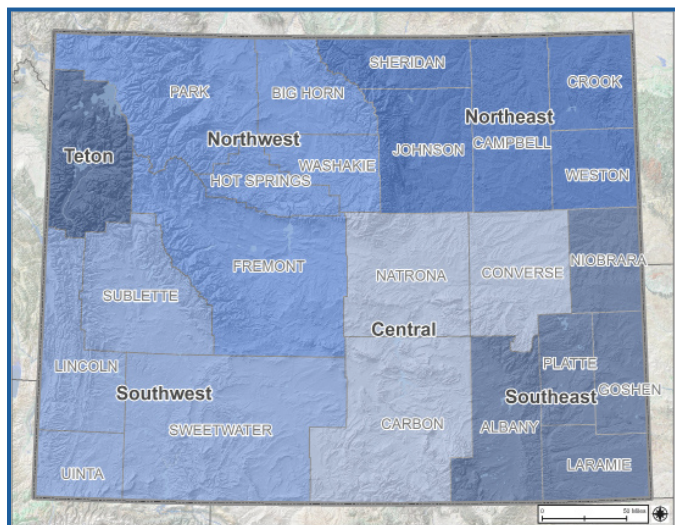 SHERIDAN
CROOK
PARK
BIG HORN
Northeast
Northwest
CAMPBELL
JOHNSON
Teton
WASHAKIE
WESTON
HOT SPRINGS
NIOBRARA
FREMONT
NATRONA
CONVERSE
SUBLETTE
Central
PLATTE
LINCOLN
GOSHEN
Southwest
Southeast
CARBON
ALBANY
SWEETWATER
LARAMIE
UINTA
0 50 Miles